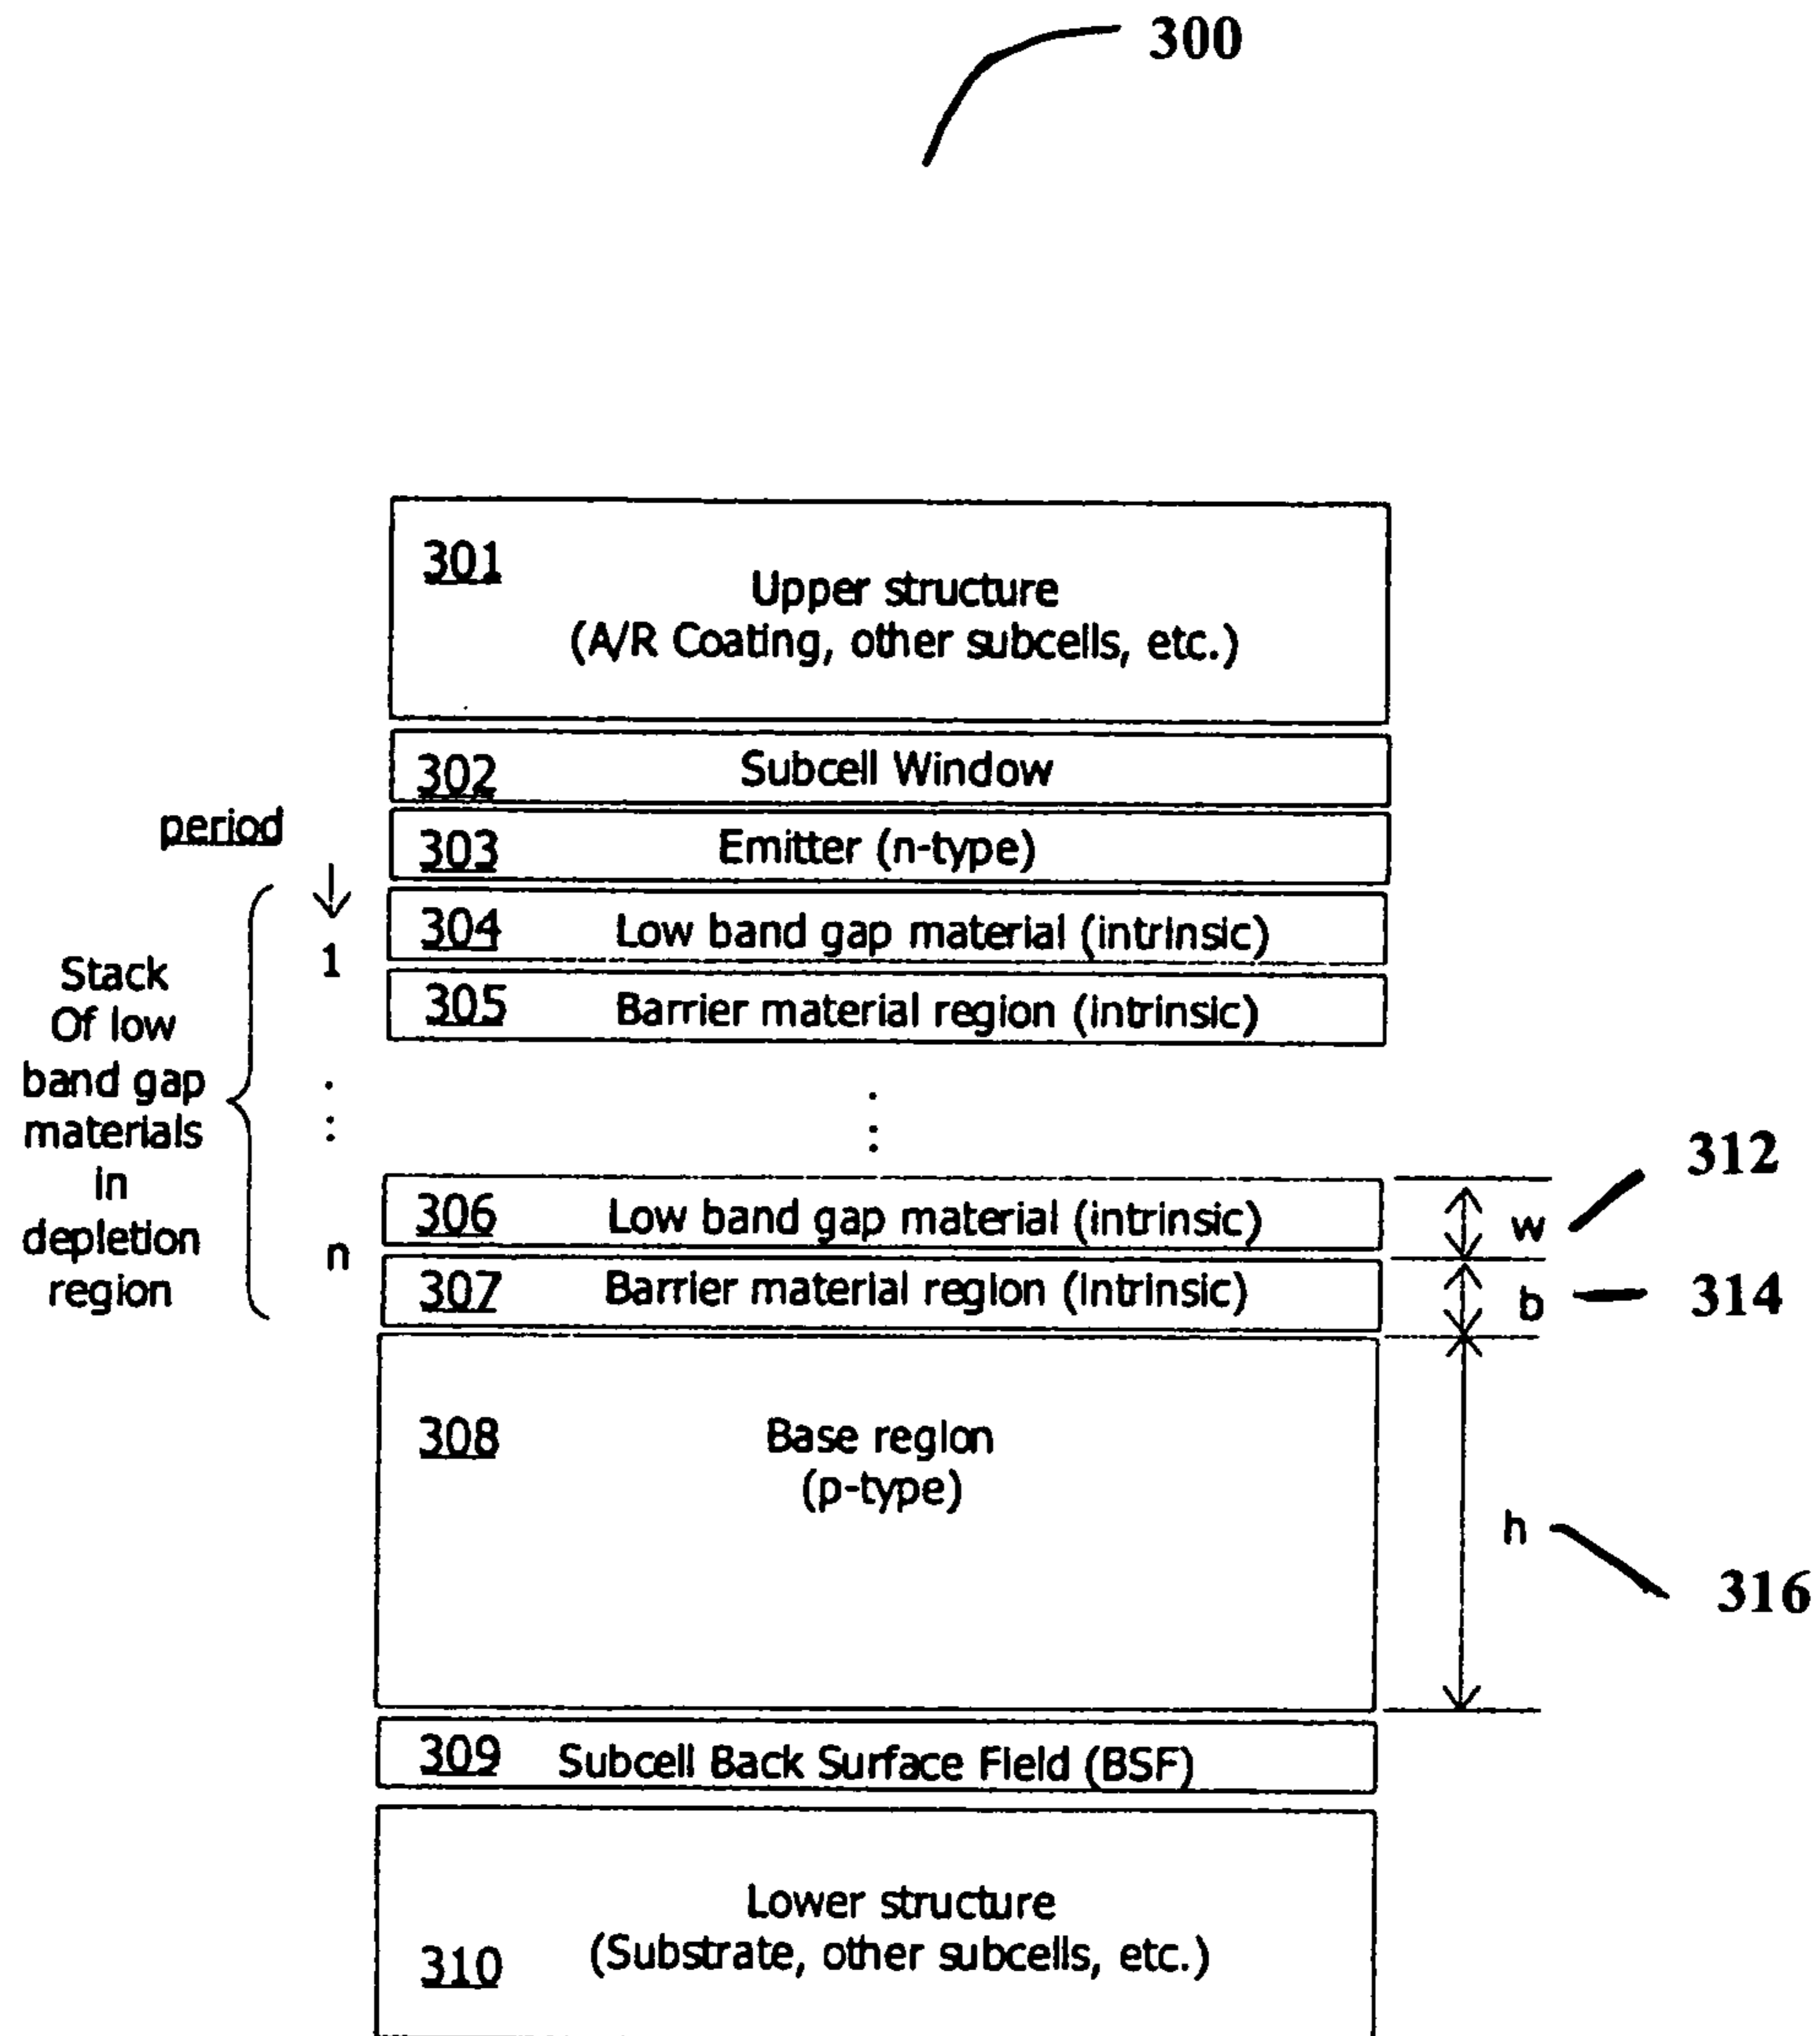 300
301
Upper structure
(A/R Coating, other subcells, etc.)
302 Subcell Window
period
303 Emitter (n-type)
304 Low band gap material (intrinsic)
1
305 Barrier material region (intrinsic)
Stack
Of low
band gap
materials
in
depletion
region
:
:
306 Low band gap material (intrinsic)
n
307 Barrier material region (intrinsic)
w 312
b 314
308 Base region
(p-type)
h 316
309 Subcell Back Surface Field (BSF)
Lower structure
(Substrate, other subcells, etc.)
310